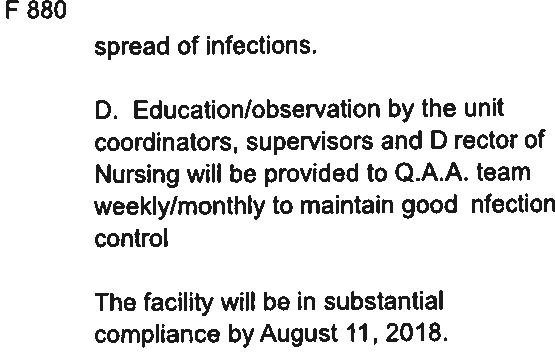 F 880
spread of infections.
D. Education/observation by the unit
coordinators, supervisors and D rector of
Nursing will be provided to Q.A.A. team
weekly/monthly to maintain good nfection
control
The facility will be in substantial
compliance by August 11, 2018.